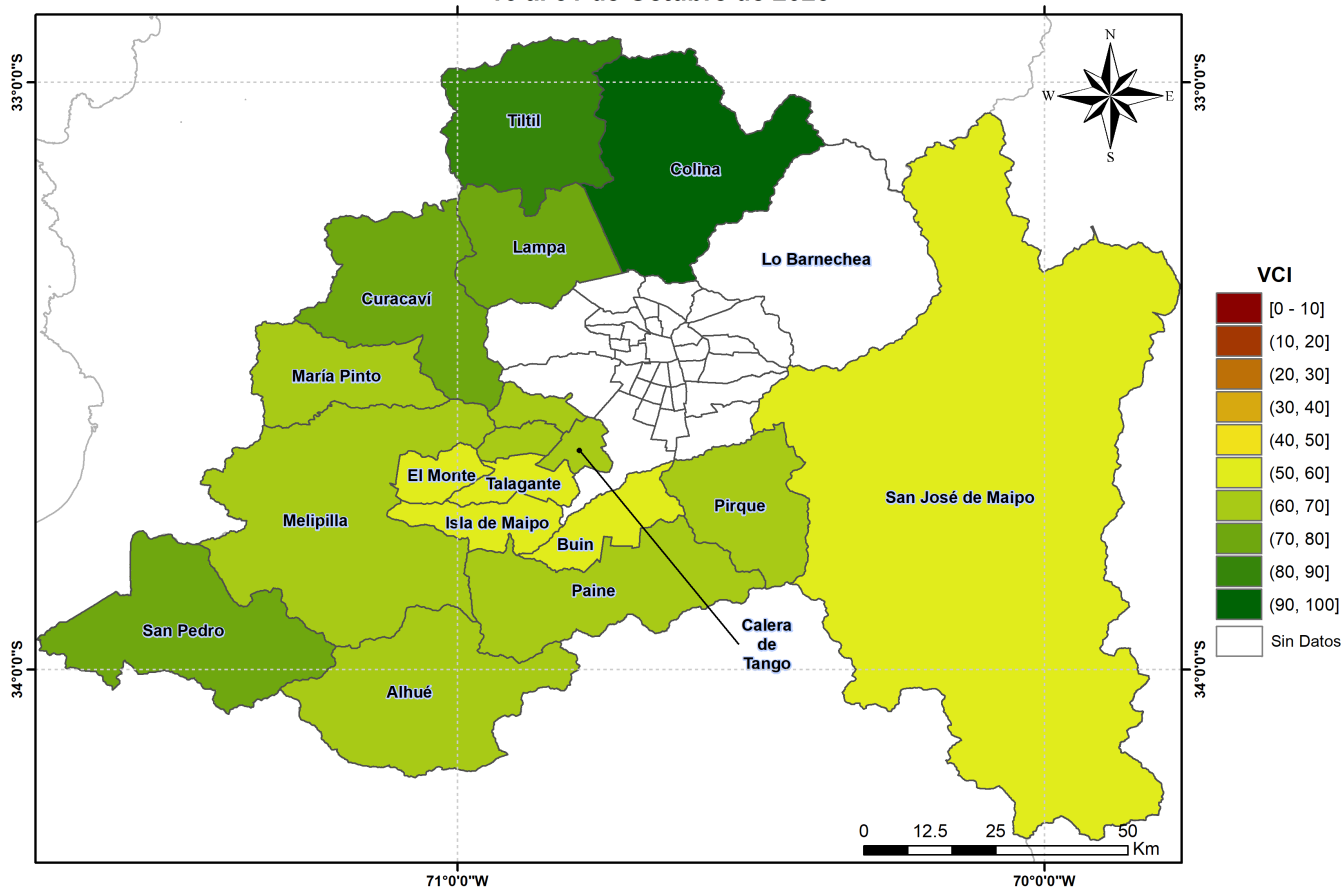 N
W
E
S
33°0'0"S
33°0'0"S
Tiltil
Colina
Lampa
Lo Barnechea
Curacaví
María Pinto
El Monte
Talagante
Melipilla
Isla de Maipo
Buin
Pirque
San José de Maipo
Paine
San Pedro
Calera
de
Tango
Alhué
34°0'0"S
34°0'0"S
VCI
[0 - 10]
(10, 20]
(20, 30]
(30, 40]
(40, 50]
(50, 60]
(60, 70]
(70, 80]
(80, 90]
(90, 100]
Sin Datos
0 12.5 25 50
Km
71°0'0"W
70°0'0"W